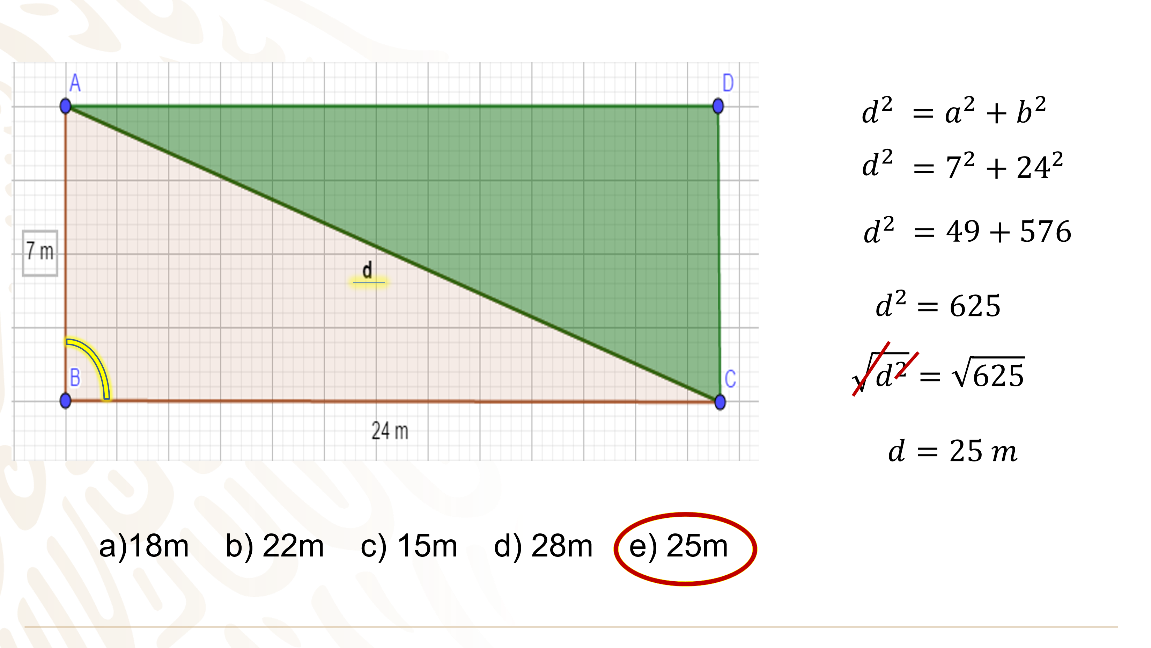 A
D
7 m
d
B
C
24 m
d² = a² + b²
d² = 7² + 24²
d² = 49 + 576
d² = 625
√d² = √625
d = 25 m
a)18m b) 22m c) 15m d) 28m e) 25m